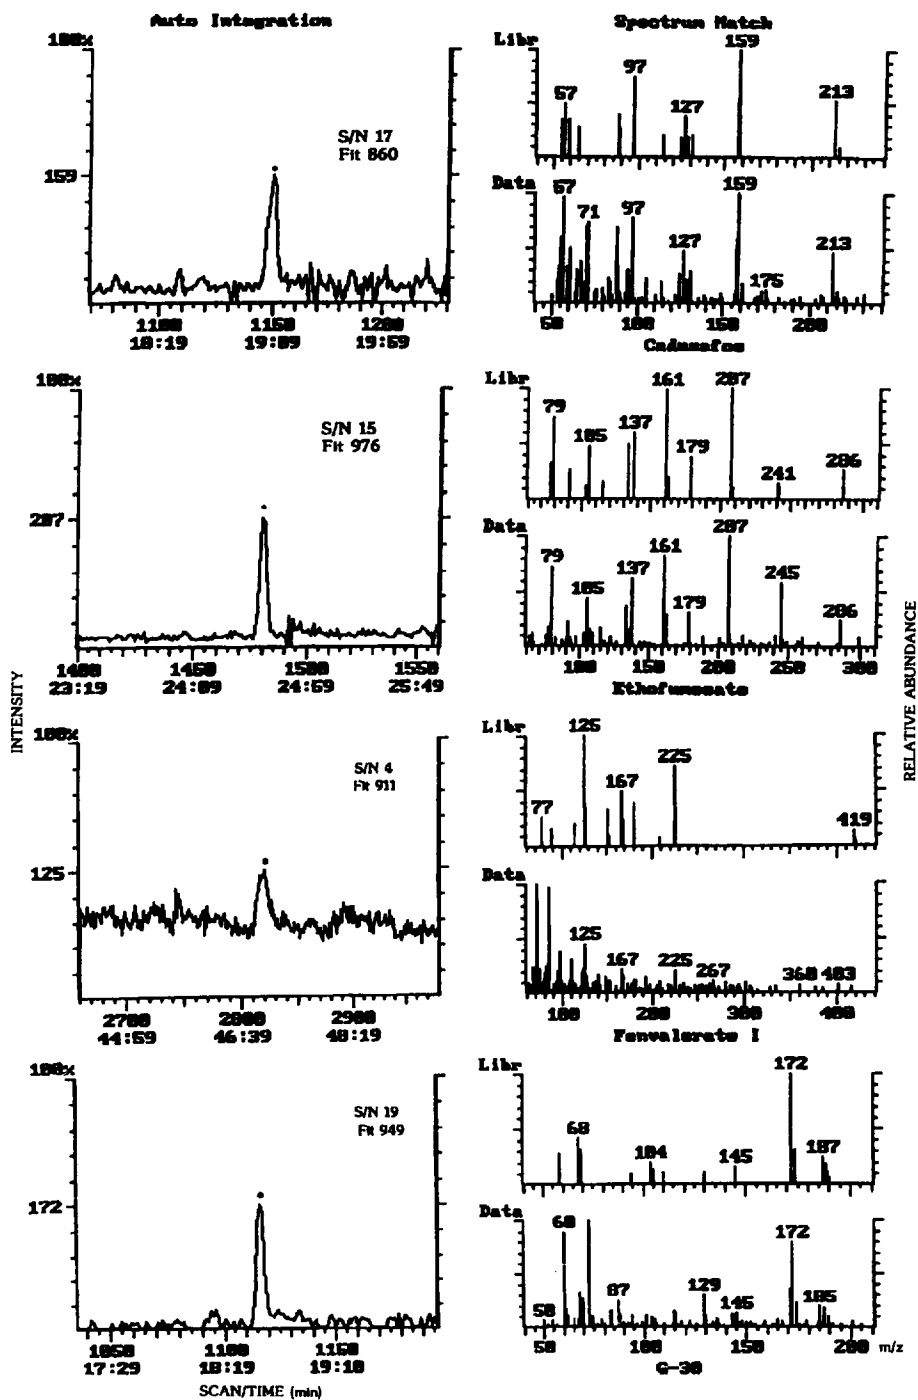 Auto Integration
Spectrum Match
100%
S/N 17
Fit 860
159
1100 1150 1200
18:19 19:09 19:59
Libr
57 97 127 159 213
Data
57 71 97 127 159 175 213
50 100 150 200
Cadusafos
100%
S/N 15
Fit 976
207
1400 1450 1500 1550
23:19 24:09 24:59 25:49
Libr
79 105 137 161 179 207 241 286
Data
79 105 137 161 179 207 245 286
100 150 200 250 300
Ethofumesate
INTENSITY
RELATIVE ABUNDANCE
100%
S/N 4
Fit 911
125
2700 2800 2900
44:59 46:39 48:19
Libr
77 125 167 225 419
Data
125 167 225 267 360 403
100 200 300 400
Fenvalerate I
100%
S/N 19
Fit 949
172
1050 1100 1150
17:29 18:19 19:10
SCAN/TIME (min)
Libr
68 104 145 172 187
Data
50 60 87 129 145 172 185
50 100 150 200 m/z
G-30